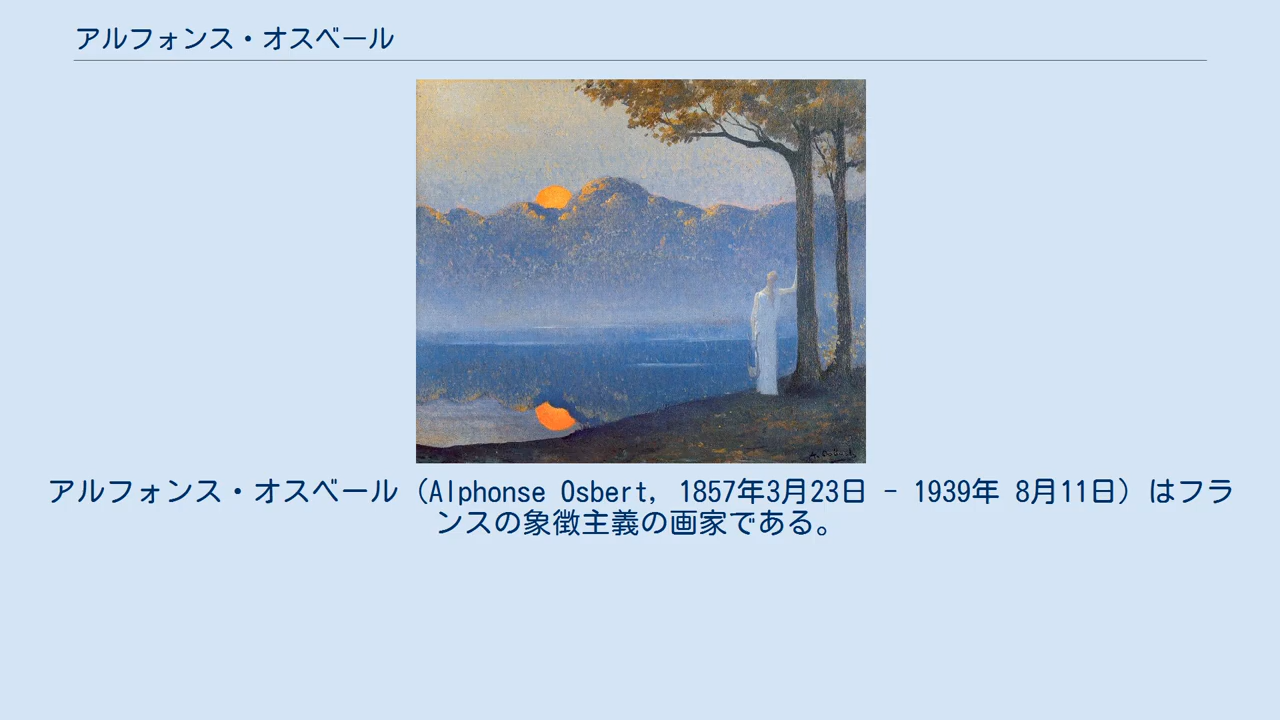 アルフォンス・オスベール
アルフォンス・オスベール（Alphonse Osbert, 1857年3月23日 - 1939年 8月11日）はフラ
ンスの象徴主義の画家である。